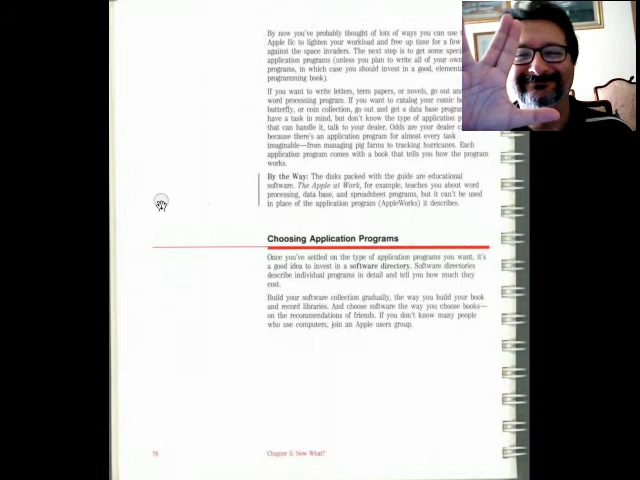 By now you've probably thought of lots of ways you can use
Apple IIc to lighten your workload and free up time for a few
against the space invaders. The next step is to get some
application programs (unless you plan to write all of your own
programs, in which case you should invest in a good,
programming book)
If you want to write letters, term papers, or novels, go out
word processing program. If you want to catalog your comic
butterfly, or coin collection, go out and get a data base
have a task in mind, but don't know the type of application
that can handle it, talk to your dealer. Odds are your dealer
because there's an application program for almost every task
imaginable—from managing pig farms to tracking hurricanes. Each
application program comes with a book that tells you how the program
works.
By the Way: The disks packed with the guide are educational
software. The Apple at Work, for example, teaches you about word
processing, data base, and spreadsheet programs, but it can't be used
in place of the application program (AppleWorks) it describes.
Choosing Application Programs
Once you've settled on the type of application programs you want, it's
a good idea to invest in a software directory. Software directories
describe individual programs in detail and tell you how much they
cost.
Build your software collection gradually, the way you build your book
and record libraries. And choose software the way you choose books—
on the recommendations of friends. If you don't know many people
who use computers, join an Apple users group.
78 Chapter 5: Now What?